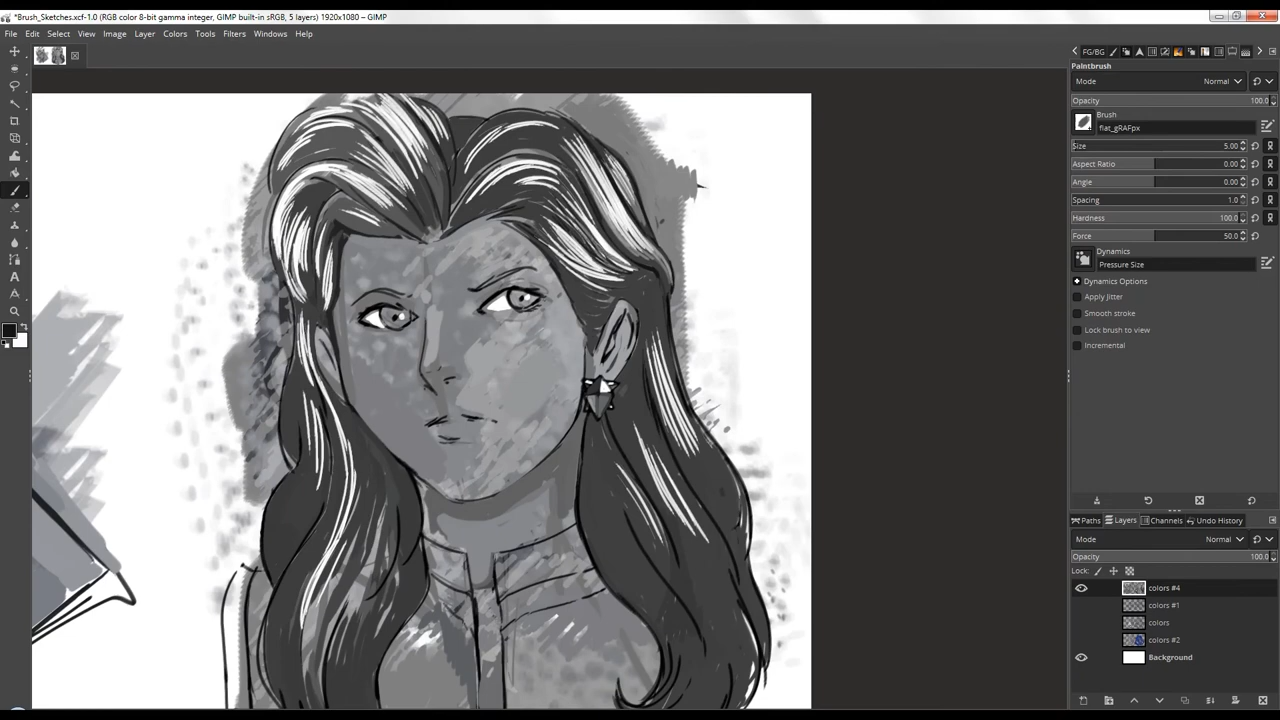 *Brush_Sketches.xcf-1.0 (RGB color 8-bit gamma integer, GIMP built-in sRGB, 5 layers) 1920x1080 – GIMP
File Edit Select View Image Layer Colors Tools Filters Windows Help
FG/BG
Paintbrush
Mode Normal
Opacity 100.0
Brush
flat_gRAFpx
Size 5.00
Aspect Ratio 0.00
Angle 0.00
Spacing 1.0
Hardness 100.0
Force 50.0
Dynamics
Pressure Size
Dynamics Options
Apply Jitter
Smooth stroke
Lock brush to view
Incremental
Paths Layers Channels Undo History
Mode Normal
Opacity 100.0
Lock:
colors #4
colors #1
colors
colors #2
Background